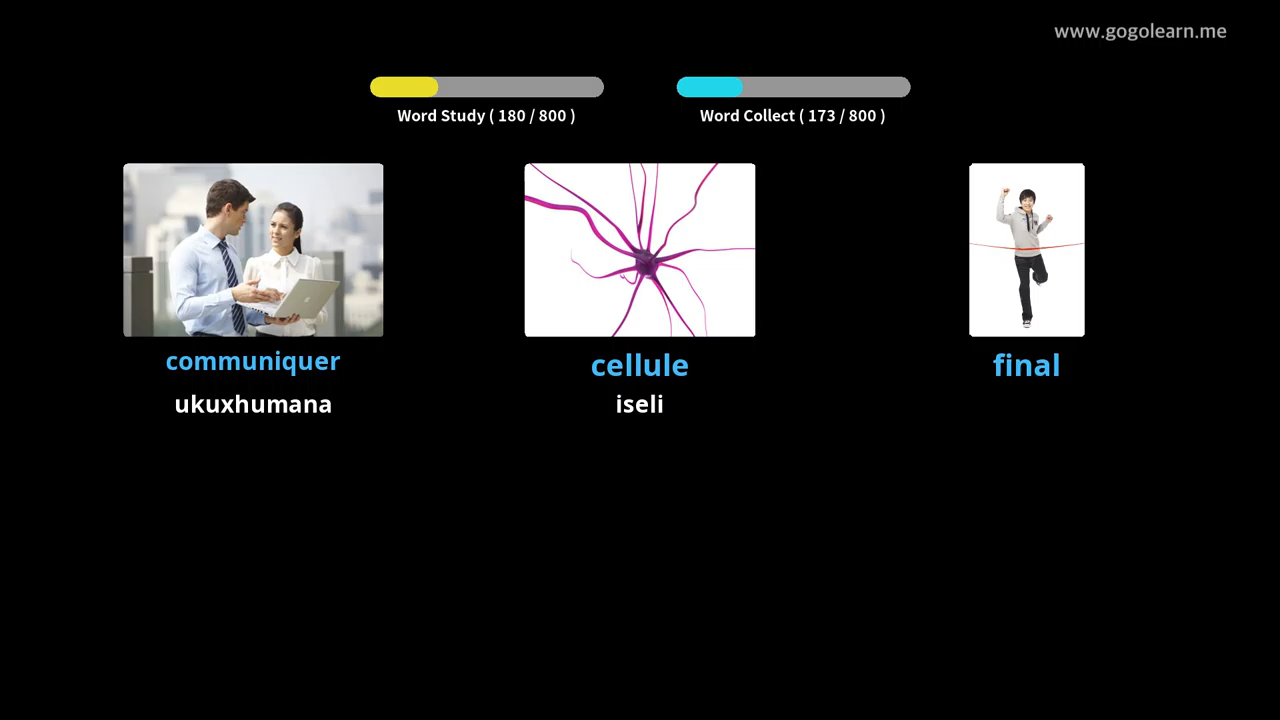 www.gogolearn.me
Word Study ( 180 / 800 )
Word Collect ( 173 / 800 )
communiquer
cellule
final
ukuxhumana
iseli